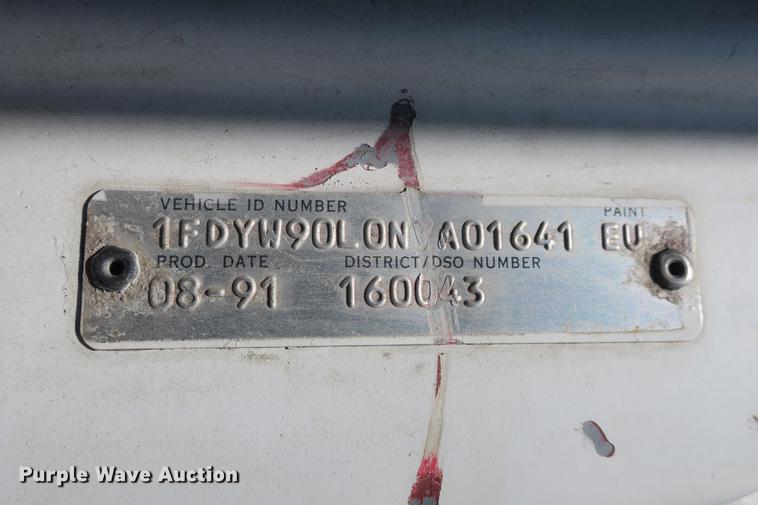 VEHICLE ID NUMBER PAINT
1FDYW90L0NVA01641 EU
PROD. DATE DISTRICT/DSO NUMBER
08-91 160043
Purple Wave Auction